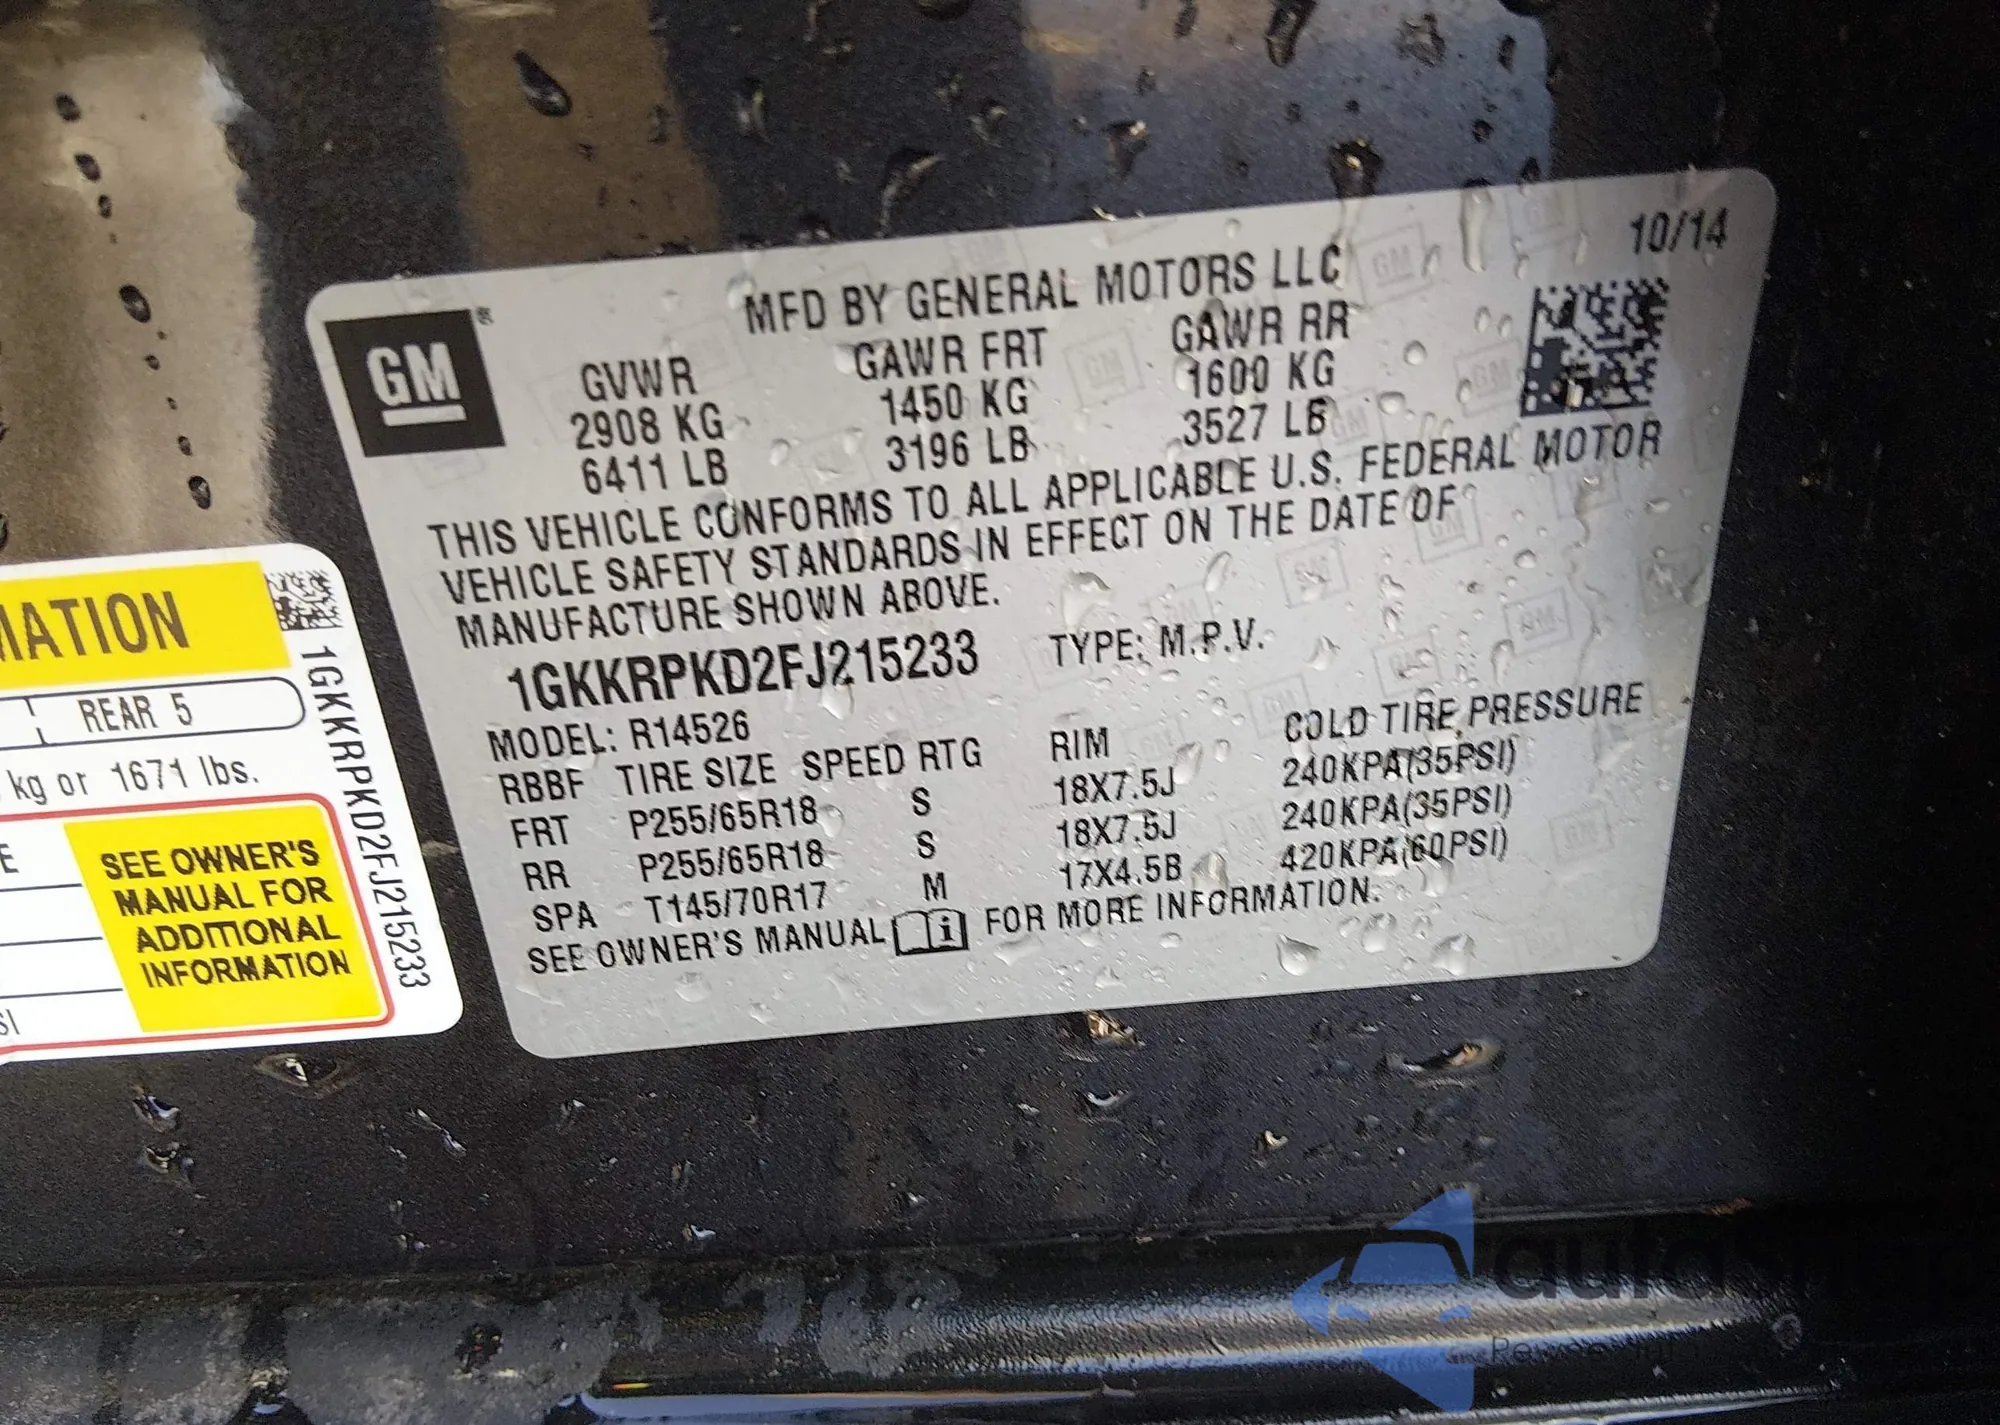 10/14
MFD BY GENERAL MOTORS LLC
GM
GVWR GAWR FRT GAWR RR
2908 KG 1450 KG 1600 KG
6411 LB 3196 LB 3527 LB
THIS VEHICLE CONFORMS TO ALL APPLICABLE U.S. FEDERAL MOTOR
VEHICLE SAFETY STANDARDS IN EFFECT ON THE DATE OF
MANUFACTURE SHOWN ABOVE.
1GKKRPKD2FJ215233 TYPE: M.P.V.
MODEL: R14526
RBBF TIRE SIZE SPEED RTG RIM COLD TIRE PRESSURE
FRT P255/65R18 S 18X7.5J 240KPA(35PSI)
RR P255/65R18 S 18X7.5J 240KPA(35PSI)
SPA T145/70R17 M 17X4.5B 420KPA(60PSI)
SEE OWNER'S MANUAL i FOR MORE INFORMATION.
MATION
REAR 5
kg or 1671 lbs.
E
SEE OWNER'S
MANUAL FOR
ADDITIONAL
INFORMATION
SI
1GKKRPKD2FJ215233